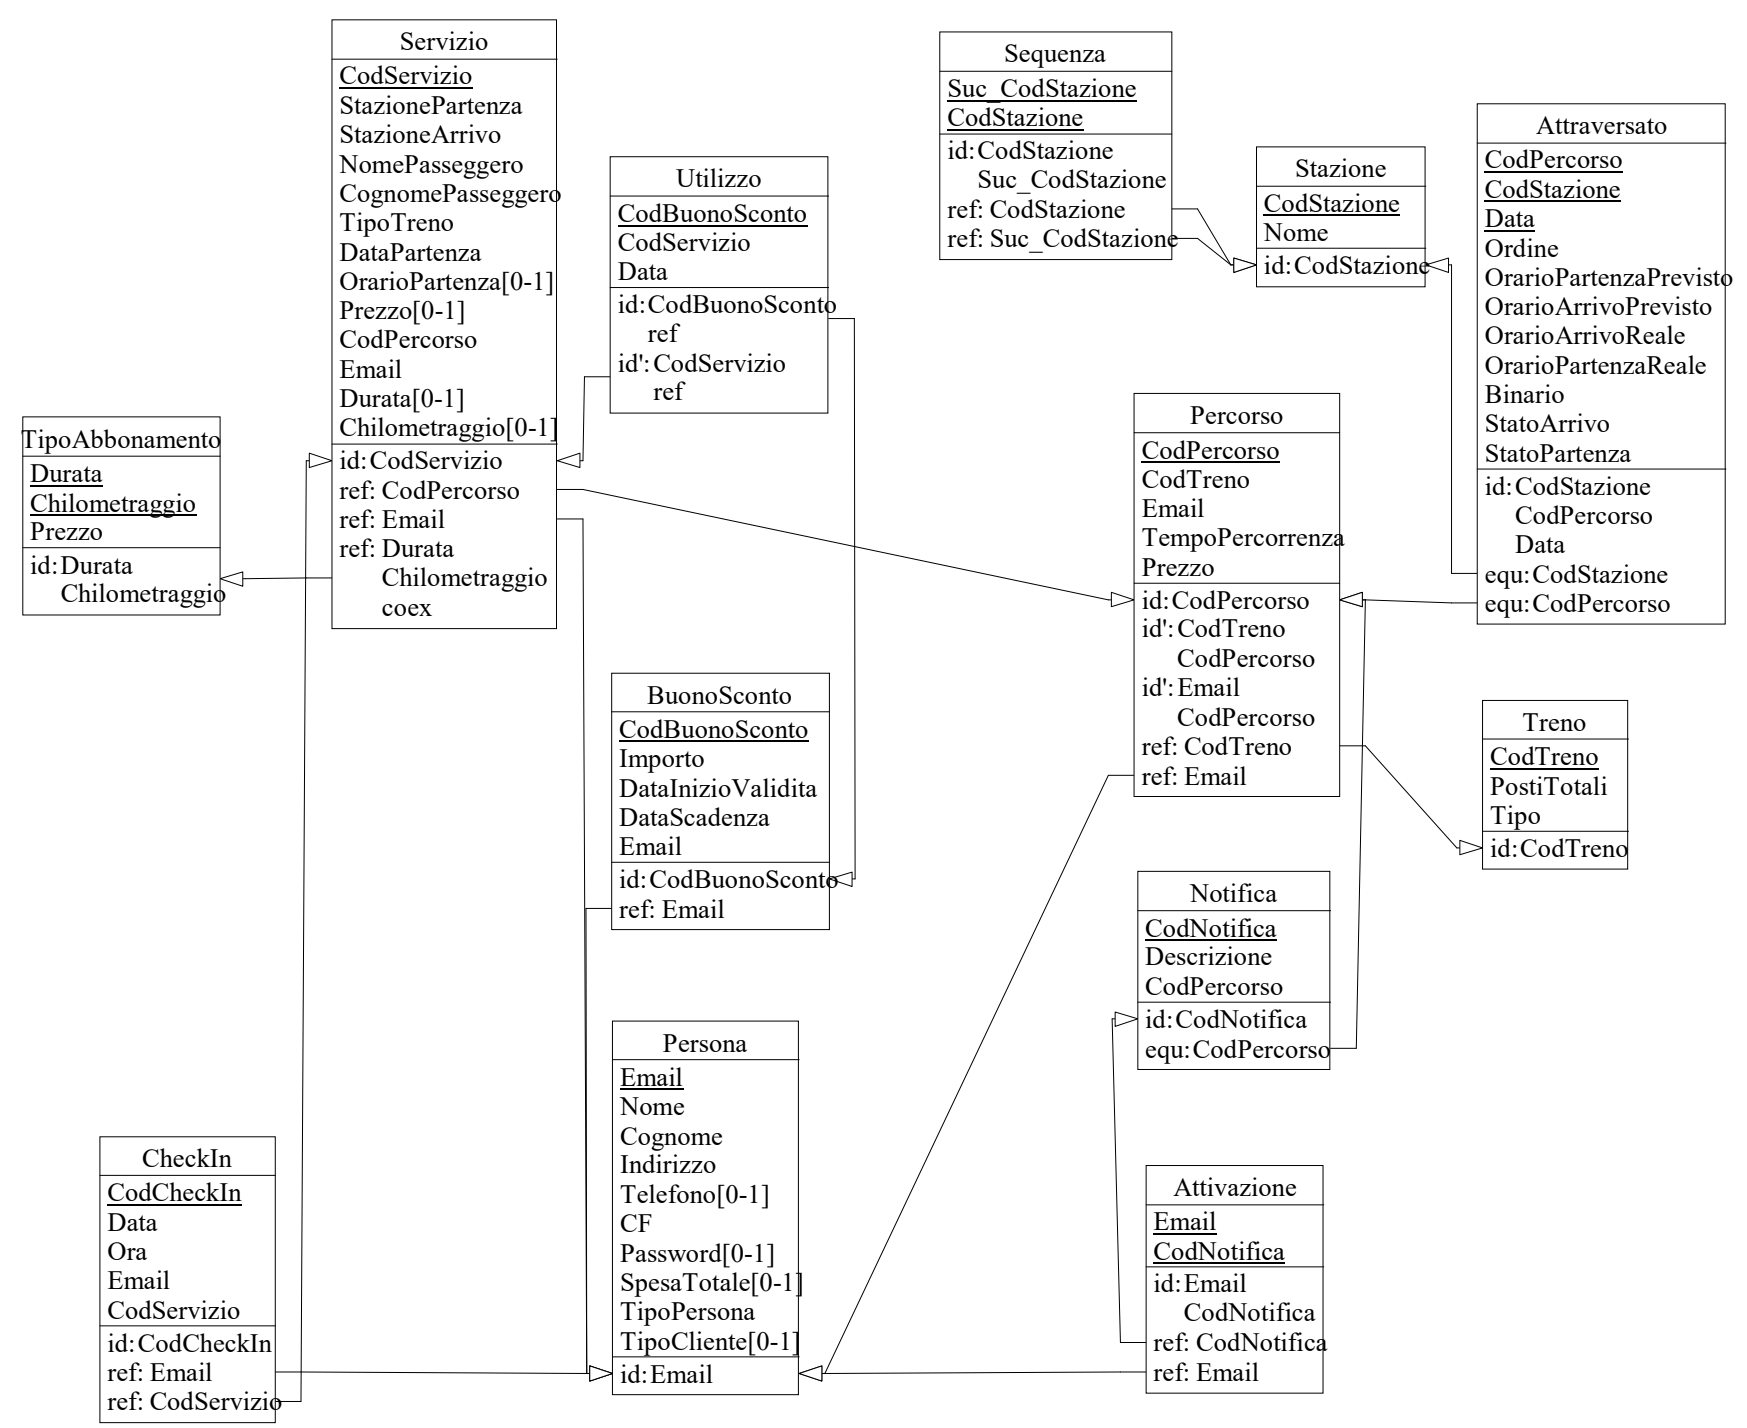 Servizio
CodServizio
StazionePartenza
StazioneArrivo
NomePasseggero
CognomePasseggero
TipoTreno
DataPartenza
OrarioPartenza[0-1]
Prezzo[0-1]
CodPercorso
Email
Durata[0-1]
Chilometraggio[0-1]
id:CodServizio
ref: CodPercorso
ref: Email
ref: Durata
Chilometraggio
coex
Sequenza
Suc_CodStazione
CodStazione
id:CodStazione
Suc_CodStazione
ref: CodStazione
ref: Suc_CodStazione
Attraversato
CodPercorso
CodStazione
Data
Ordine
OrarioPartenzaPrevisto
OrarioArrivoPrevisto
OrarioArrivoReale
OrarioPartenzaReale
Binario
StatoArrivo
StatoPartenza
id:CodStazione
CodPercorso
Data
equ:CodStazione
equ:CodPercorso
Stazione
CodStazione
Nome
id:CodStazione
Utilizzo
CodBuonoSconto
CodServizio
Data
id:CodBuonoSconto
ref
id':CodServizio
ref
TipoAbbonamento
Durata
Chilometraggio
Prezzo
id:Durata
Chilometraggio
Percorso
CodPercorso
CodTreno
Email
TempoPercorrenza
Prezzo
id:CodPercorso
id':CodTreno
CodPercorso
id':Email
CodPercorso
ref: CodTreno
ref: Email
BuonoSconto
CodBuonoSconto
Importo
DataInizioValidita
DataScadenza
Email
id:CodBuonoSconto
ref: Email
Treno
CodTreno
PostiTotali
Tipo
id:CodTreno
Notifica
CodNotifica
Descrizione
CodPercorso
id:CodNotifica
equ:CodPercorso
Persona
Email
Nome
Cognome
Indirizzo
Telefono[0-1]
CF
Password[0-1]
SpesaTotale[0-1]
TipoPersona
TipoCliente[0-1]
id:Email
CheckIn
CodCheckIn
Data
Ora
Email
CodServizio
id:CodCheckIn
ref: Email
ref: CodServizio
Attivazione
Email
CodNotifica
id:Email
CodNotifica
ref: CodNotifica
ref: Email